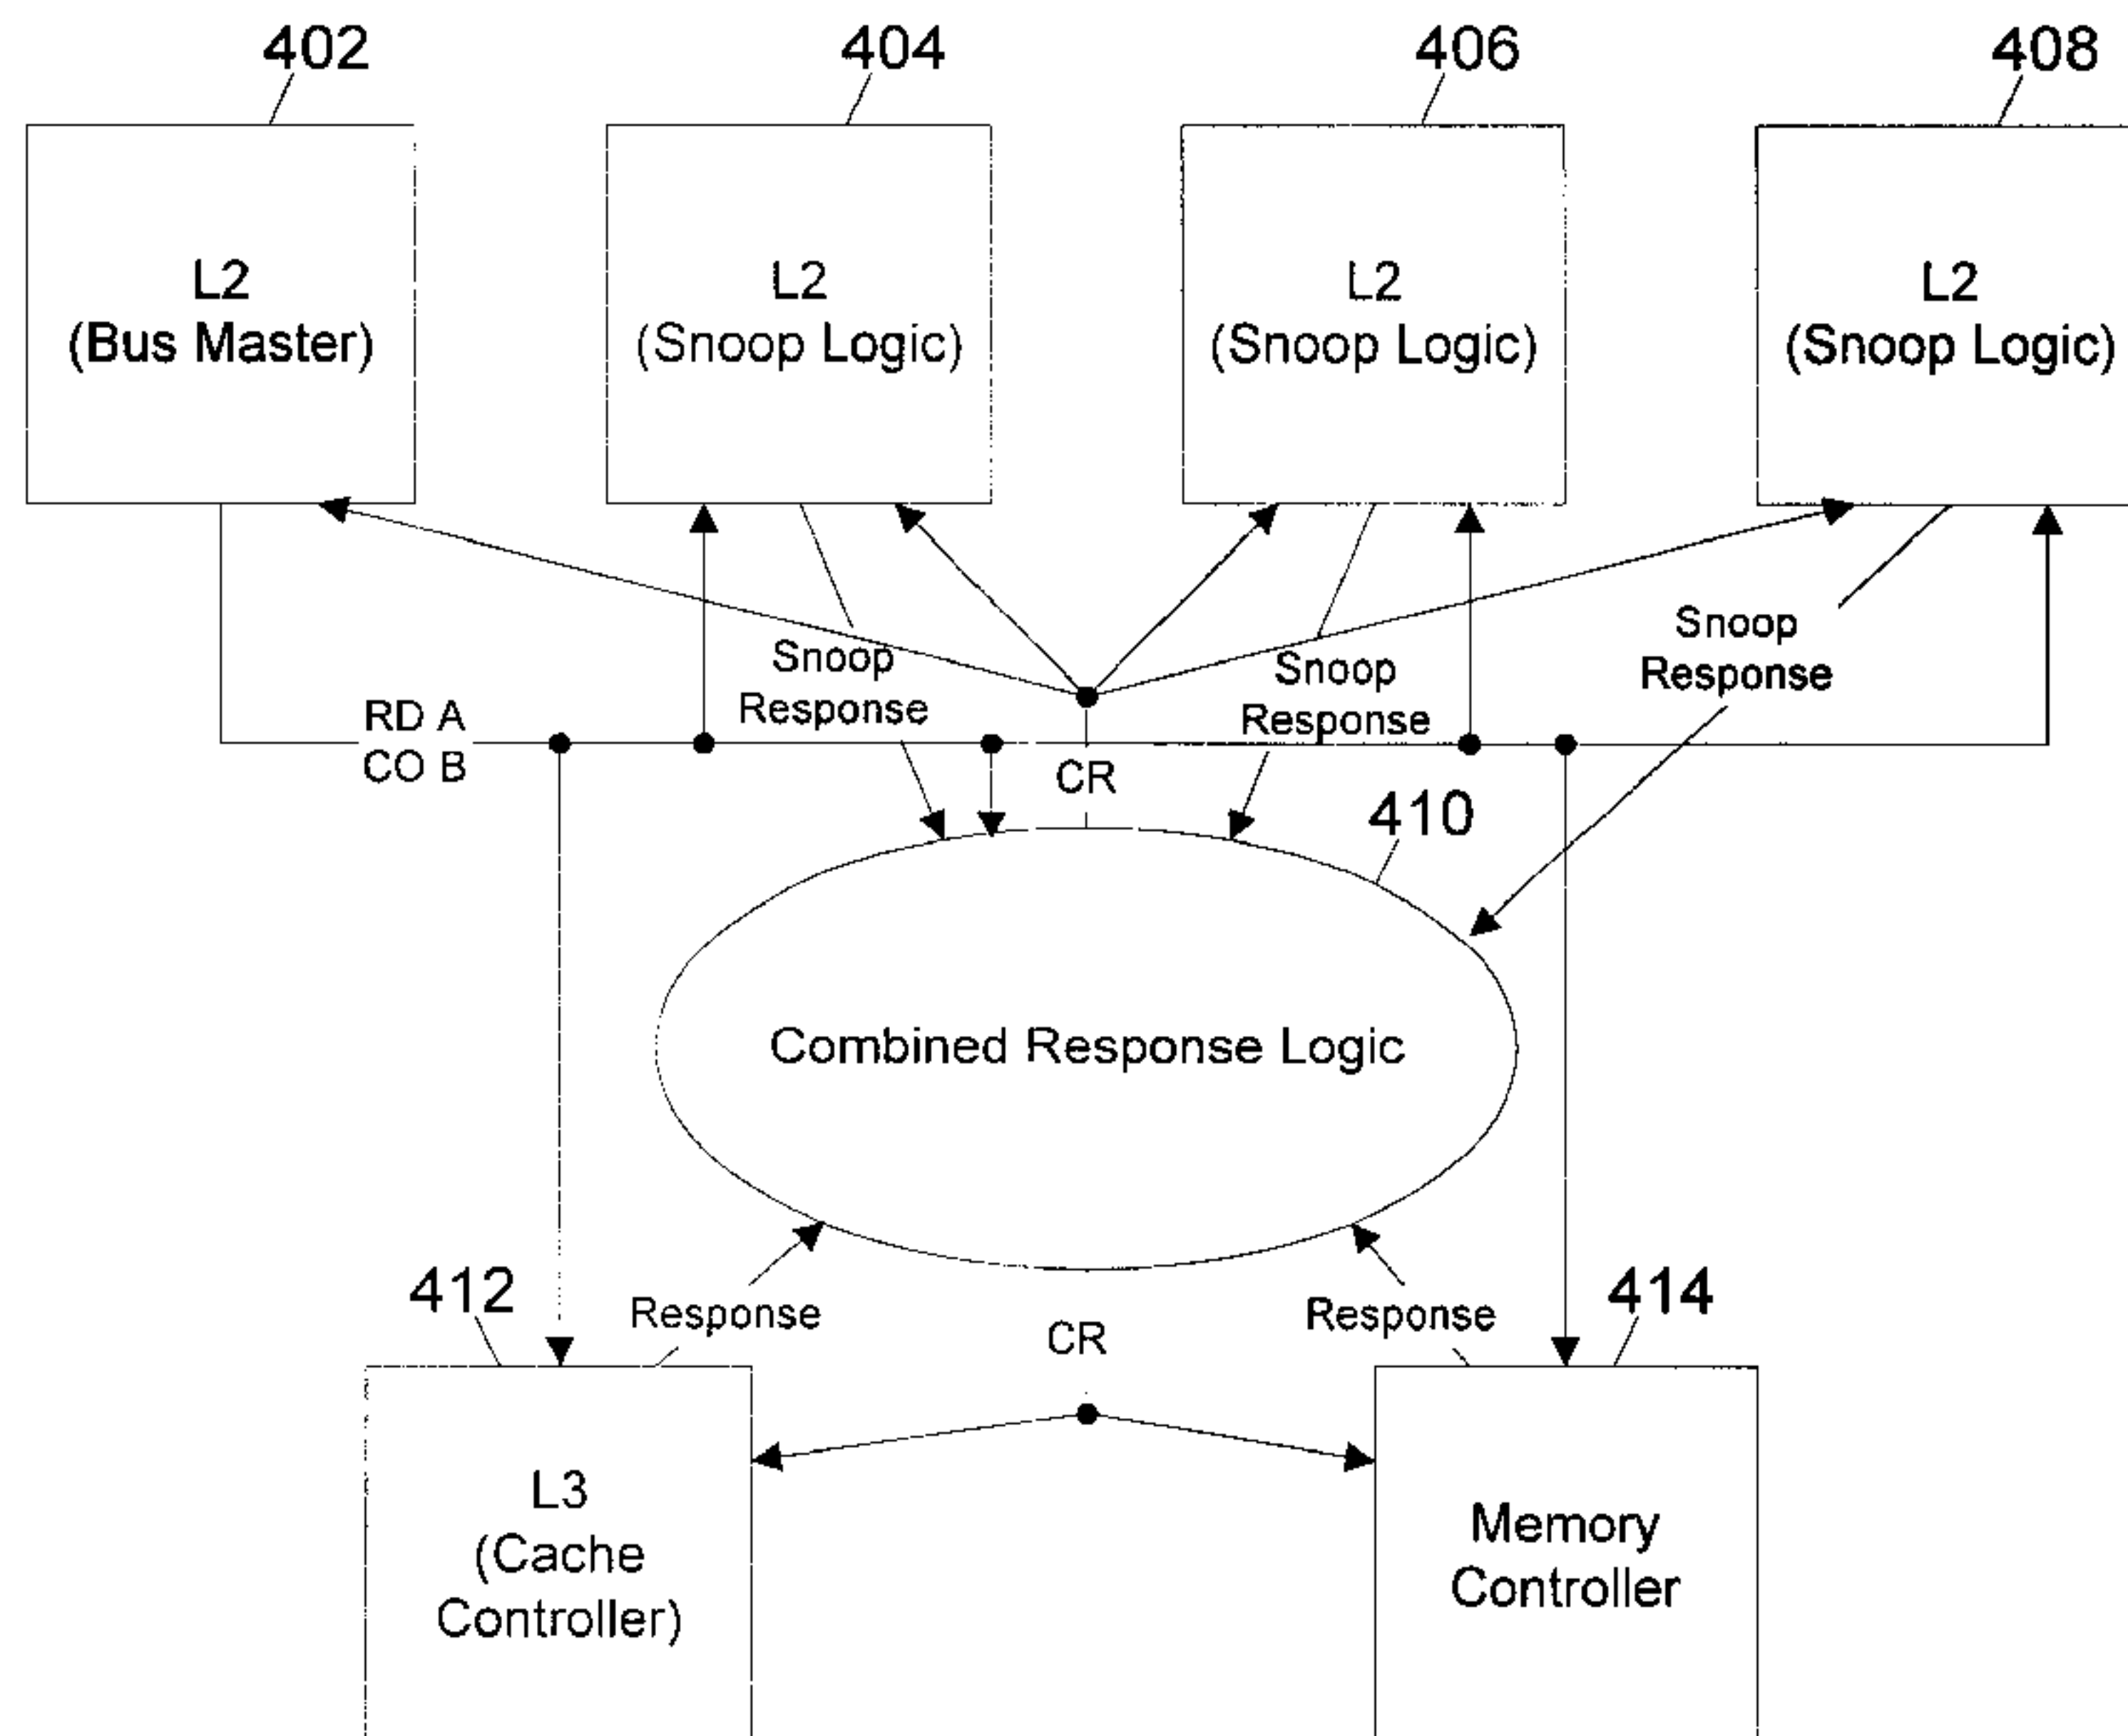 402
404
406
408
L2
(Bus Master)
L2
(Snoop Logic)
L2
(Snoop Logic)
L2
(Snoop Logic)
Snoop
Response
Snoop
Response
Snoop
Response
RD A
CO B
CR
410
Combined Response Logic
412
Response
CR
Response
414
L3
(Cache
Controller)
Memory
Controller